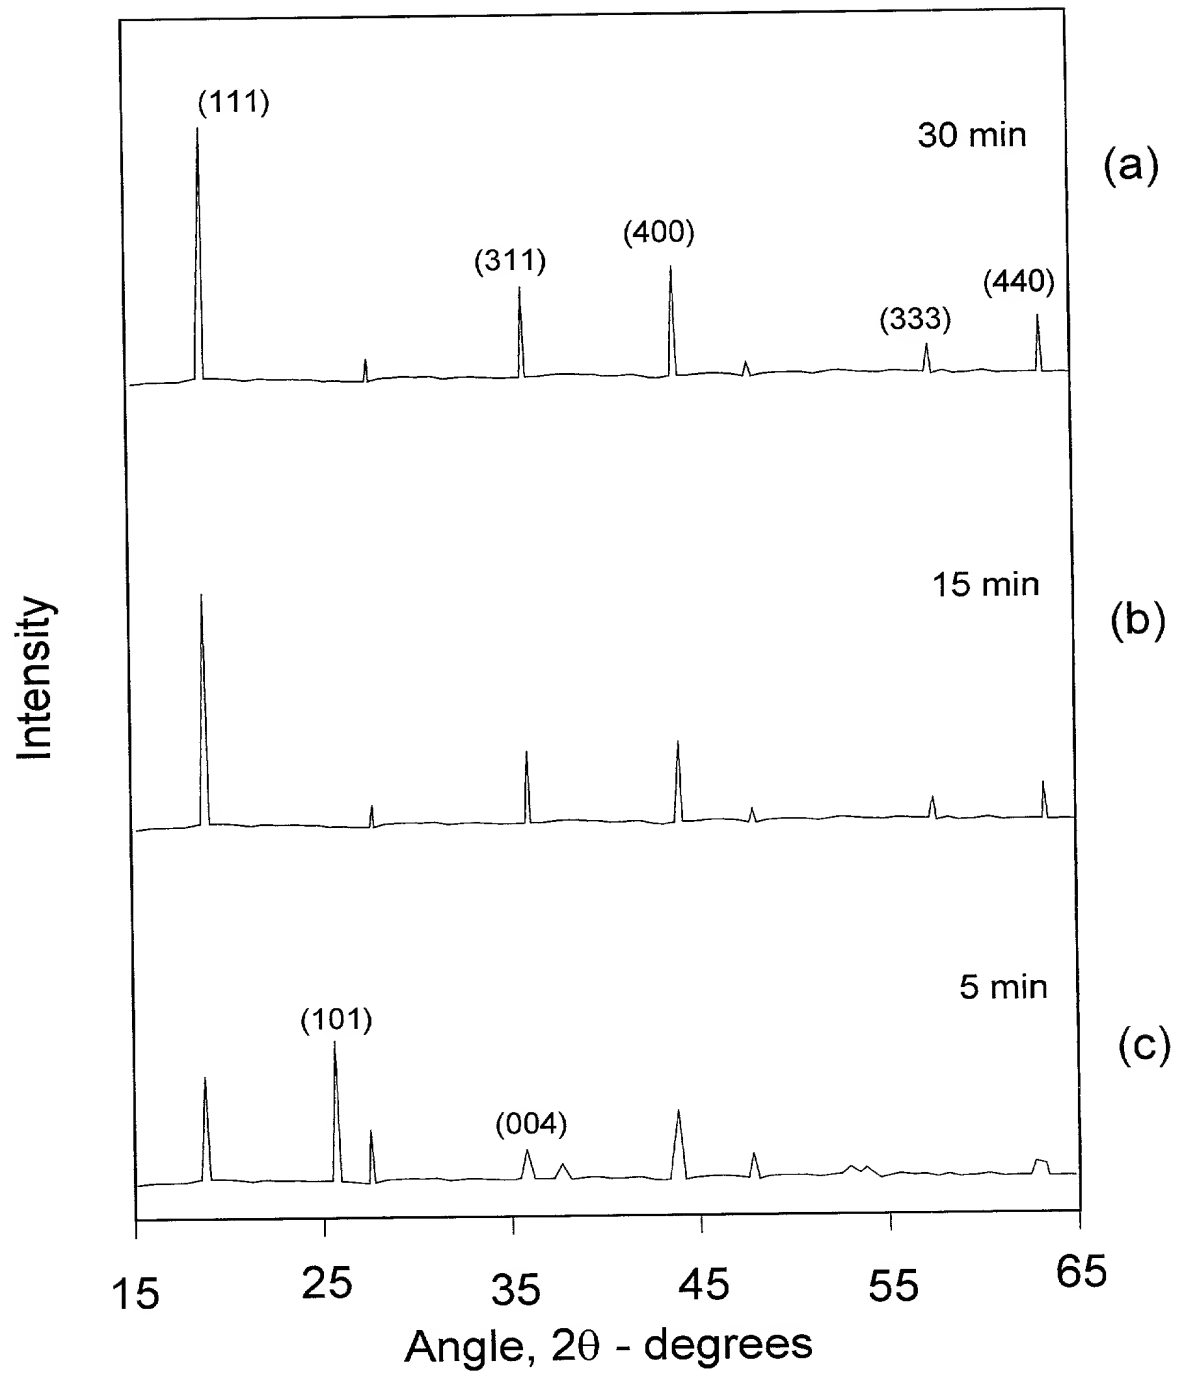 (111)
30 min
(a)
(400)
(311)
(440)
(333)
15 min
(b)
Intensity
5 min
(101)
(c)
(004)
15 25 35 45 55 65
Angle, 2θ - degrees